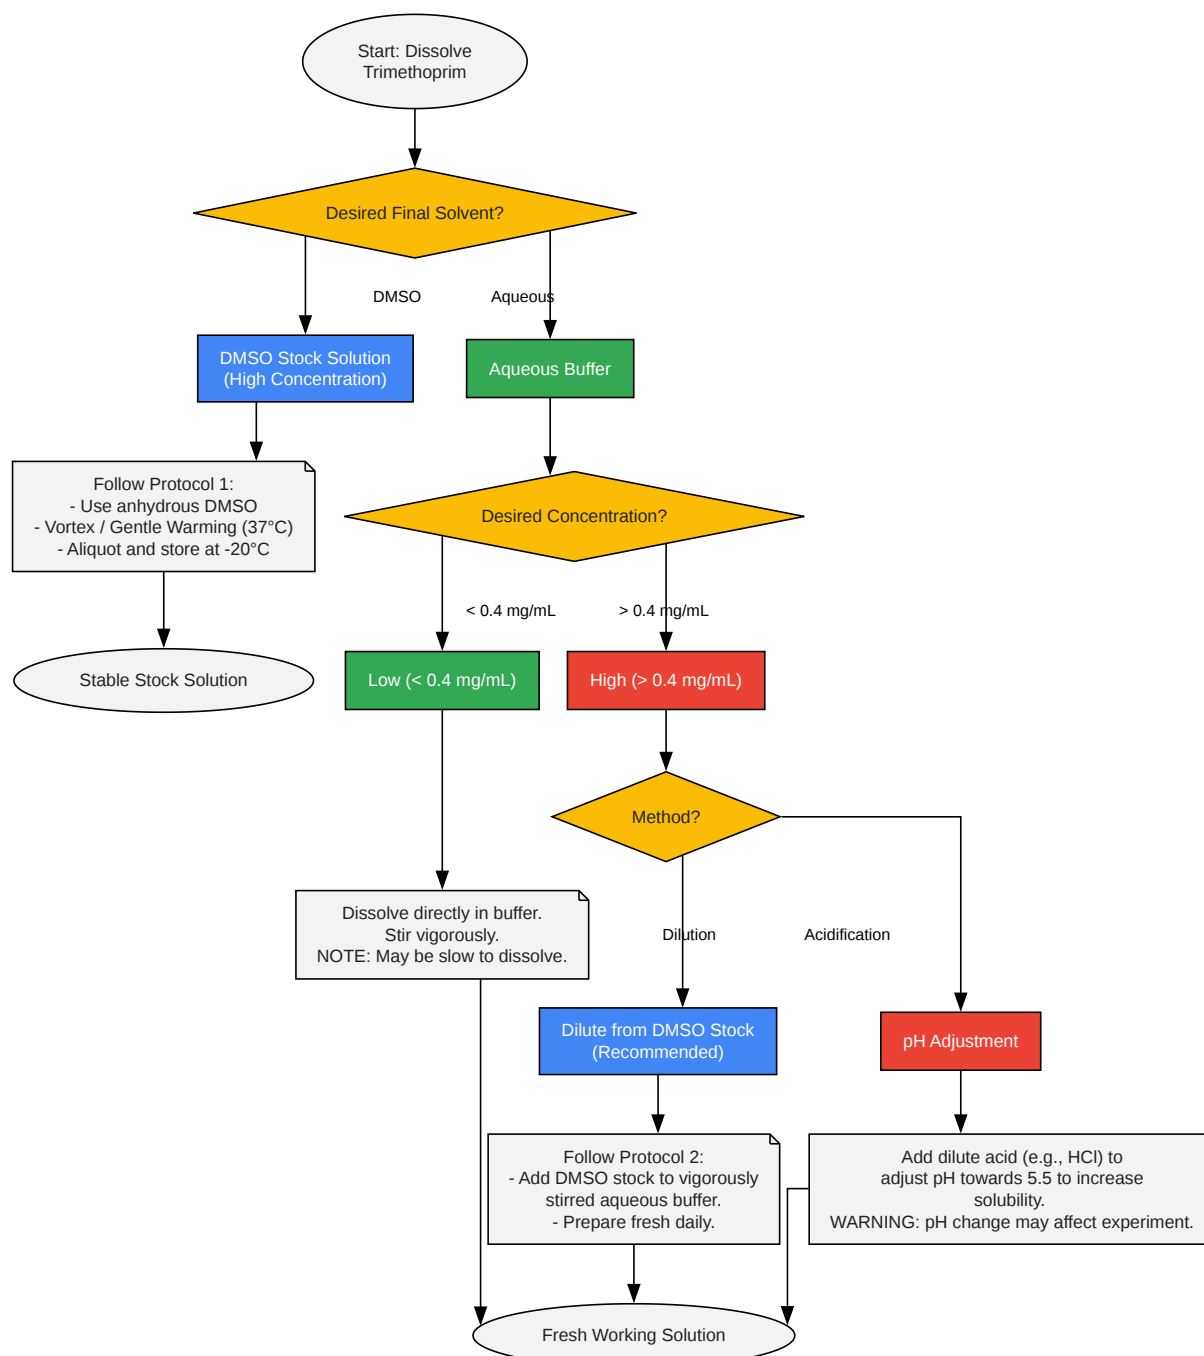 Start: Dissolve
Trimethoprim
Desired Final Solvent?
DMSO
Aqueous
DMSO Stock Solution
(High Concentration)
Aqueous Buffer
Follow Protocol 1:
- Use anhydrous DMSO
- Vortex / Gentle Warming (37°C)
- Aliquot and store at -20°C
Desired Concentration?
Stable Stock Solution
< 0.4 mg/mL
> 0.4 mg/mL
Low (< 0.4 mg/mL)
High (> 0.4 mg/mL)
Method?
Dissolve directly in buffer.
Stir vigorously.
NOTE: May be slow to dissolve.
Dilution
Acidification
Dilute from DMSO Stock
(Recommended)
pH Adjustment
Follow Protocol 2:
- Add DMSO stock to vigorously
stirred aqueous buffer.
- Prepare fresh daily.
Add dilute acid (e.g., HCl) to
adjust pH towards 5.5 to increase
solubility.
WARNING: pH change may affect experiment.
Fresh Working Solution